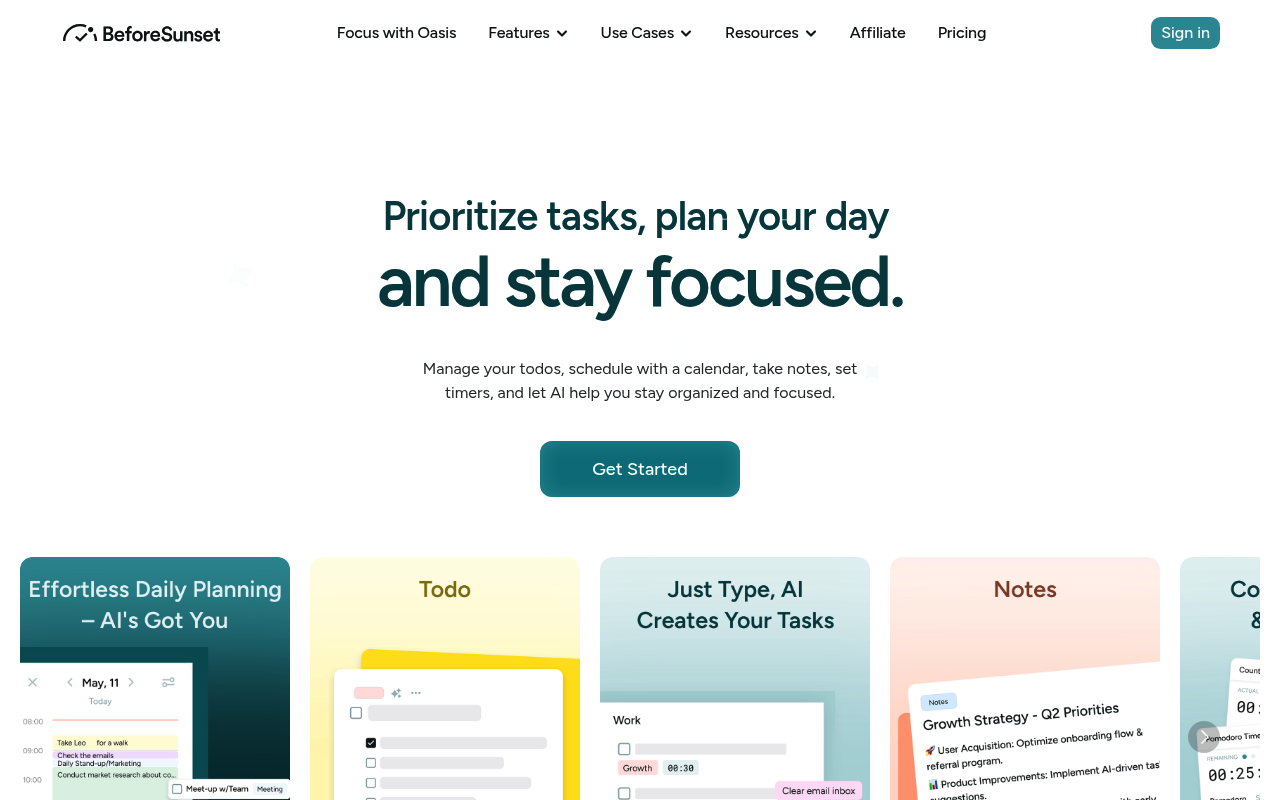 BeforeSunset
Focus with Oasis
Features
Use Cases
Resources
Affiliate
Pricing
Sign in
Prioritize tasks, plan your day
and stay focused.
Manage your todos, schedule with a calendar, take notes, set
timers, and let AI help you stay organized and focused.
Get Started
Effortless Daily Planning
– AI's Got You
May, 11
Today
08:00
09:00
10:00
Take Leo for a walk
Check the emails
Daily Stand-up/Marketing
Conduct market research about co...
Meet-up w/Team
Meeting
Todo
Just Type, AI
Creates Your Tasks
Work
Growth
00:30
Clear email inbox
Notes
Notes
Growth Strategy - Q2 Priorities
🚀 User Acquisition: Optimize onboarding flow &
referral program.
📊 Product Improvements: Implement AI-driven tas
suggestions.
with early
Co
&
Count
ACTUAL
00:
Pomodoro Time
REMAINING
00:25:
Pomodoro